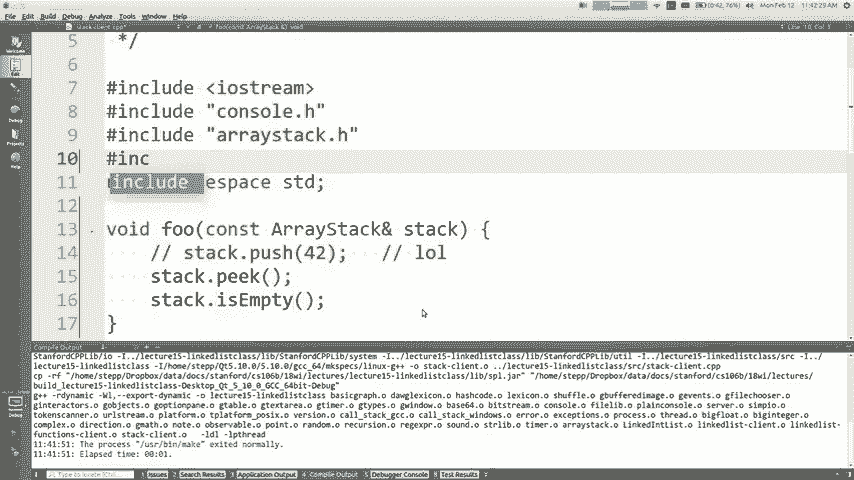 File Edit Build Debug Analyze Tools Window Help
(0:42, 76%) Mon Feb 12 11:42:29 AM
stack-client.cpp* foo(const ArrayStack &) void Line: 10, Col: 5
Welcome
Edit
Debug
Projects
Help
5 */
6
7 #include <iostream>
8 #include "console.h"
9 #include "arraystack.h"
10 #inc
11 include espace std;
12
13 void foo(const ArrayStack& stack) {
14 // stack.push(42); // lol
15 stack.peek();
16 stack.isEmpty();
17 }
Compile Output
StanfordCPPLib/io -I../lecture15-linkedlistclass/lib/StanfordCPPLib/system -I../lecture15-linkedlistclass/lib/StanfordCPPLib/util -I../lecture15-linkedlistclass/src -I../
lecture15-linkedlistclass -I/home/stepp/Qt5.10.0/5.10.0/gcc_64/mkspecs/linux-g++ -o stack-client.o ../lecture15-linkedlistclass/src/stack-client.cpp
cp -rf "/home/stepp/Dropbox/data/docs/stanford/cs106b/18wi/lectures/lecture15-linkedlistclass/lib/spl.jar" "/home/stepp/Dropbox/data/docs/stanford/cs106b/18wi/lectures/
build_lecture15-linkedlistclass-Desktop_Qt_5_10_0_GCC_64bit-Debug"
g++ -rdynamic -Wl,--export-dynamic -o lecture15-linkedlistclass basicgraph.o dawglexicon.o hashcode.o lexicon.o shuffle.o gbufferedimage.o gevents.o gfilechooser.o
ginteractors.o gobjects.o goptionpane.o gtable.o gtextarea.o gtimer.o gtypes.o gwindow.o base64.o bitstream.o console.o filelib.o plainconsole.o server.o simpio.o
tokenscanner.o urlstream.o platform.o tplatform_posix.o version.o call_stack_gcc.o call_stack_windows.o error.o exceptions.o process.o thread.o bigfloat.o biginteger.o
complex.o direction.o gmath.o note.o observable.o point.o random.o recursion.o regexpr.o sound.o strlib.o timer.o arraystack.o LinkedIntList.o linkedlist-client.o linkedlist-
functions-client.o stack-client.o -ldl -lpthread
11:41:51: The process "/usr/bin/make" exited normally.
11:41:51: Elapsed time: 00:01.
Debug
Type to locate (Ctrl... 1 Issues 2 Search Results 3 Application Output 4 Compile Output 5 Debugger Console 8 Test Results